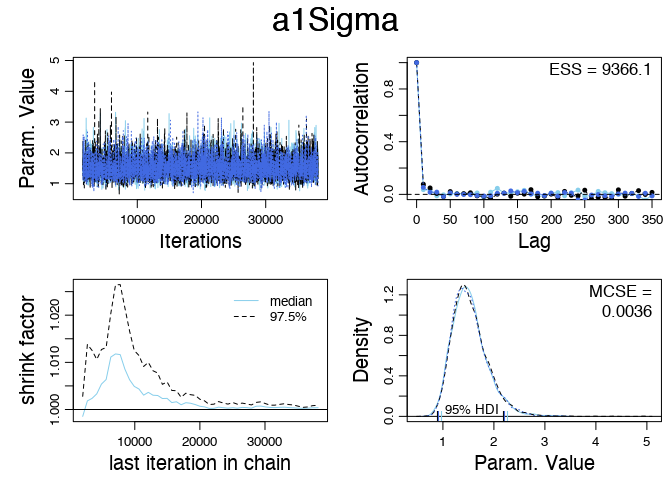 a1Sigma
Param. Value
5
4
3
2
1
10000 20000 30000
Iterations
Autocorrelation
0.8
0.4
0.0
ESS = 9366.1
0 50 100 150 200 250 300 350
Lag
shrink factor
1.020
1.010
1.000
median
97.5%
10000 20000 30000
last iteration in chain
Density
1.2
0.8
0.4
0.0
MCSE =
0.0036
95% HDI
1 2 3 4 5
Param. Value